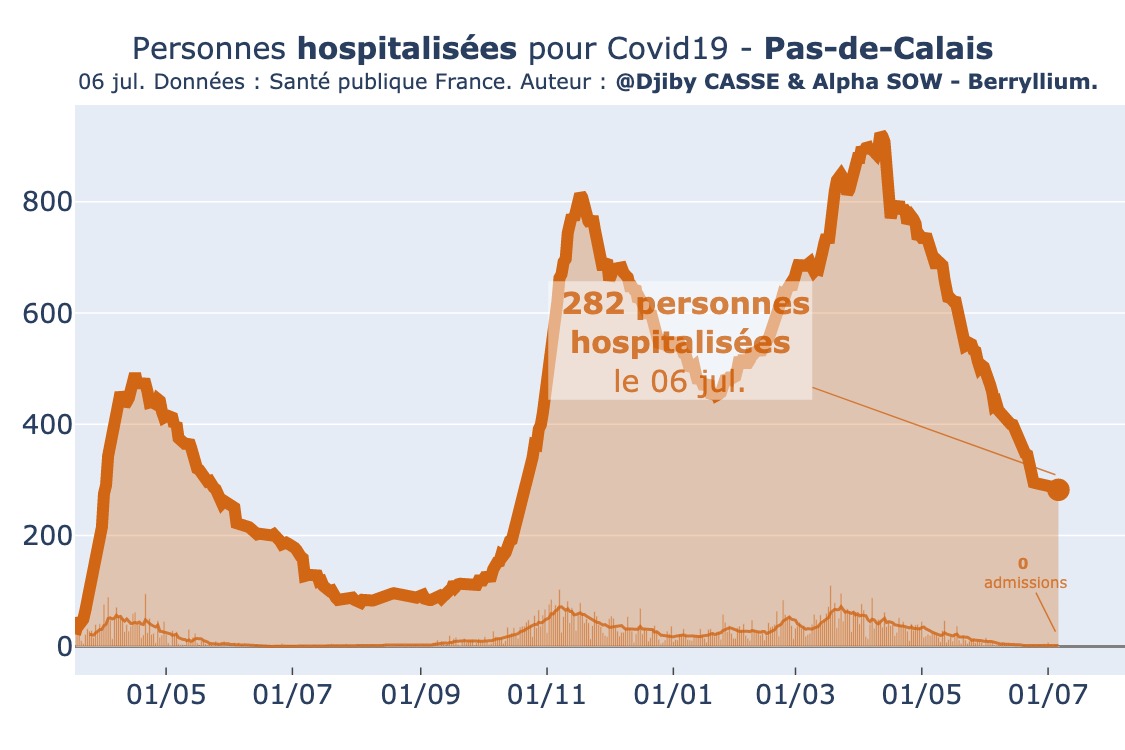 Personnes hospitalisées pour Covid19 - Pas-de-Calais
06 jul. Données : Santé publique France. Auteur : @Djiby CASSE & Alpha SOW - Berryllium.
800
600
400
200
0
282 personnes
hospitalisées
le 06 jul.
0
admissions
01/05 01/07 01/09 01/11 01/01 01/03 01/05 01/07